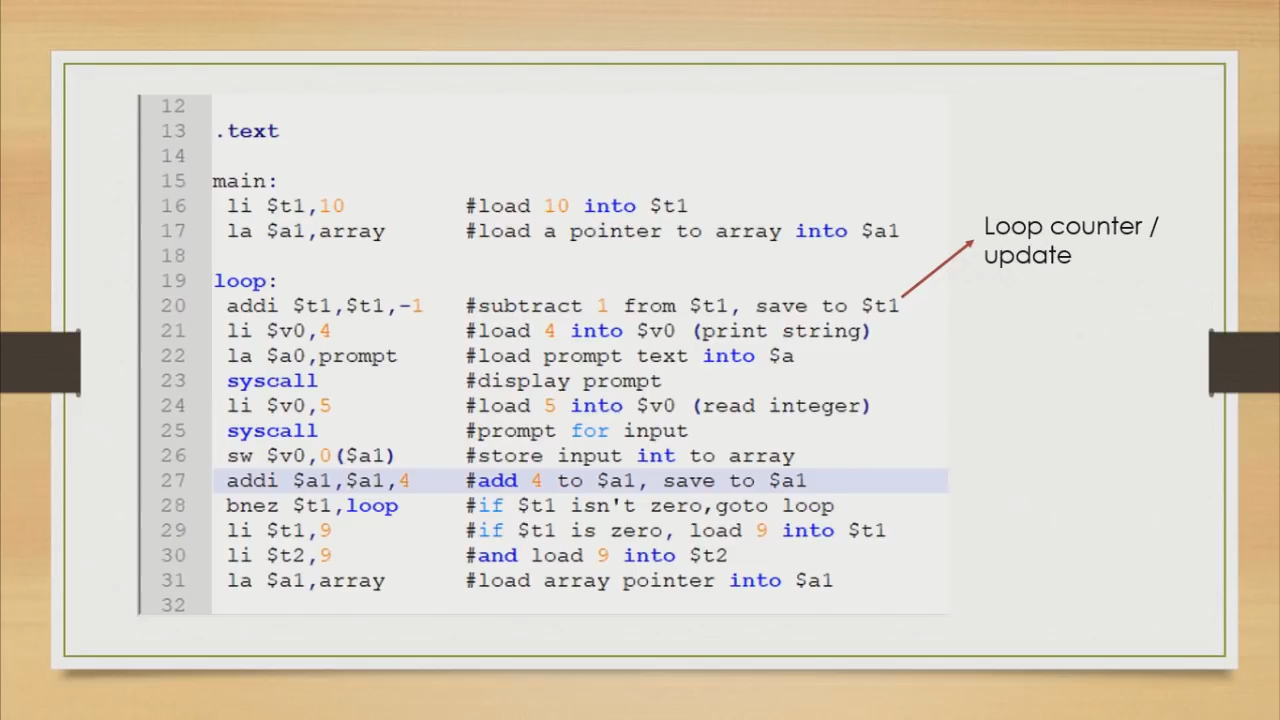 12
13 .text
14
15 main:
16 li $t1,10 #load 10 into $t1
17 la $a1,array #load a pointer to array into $a1
18
19 loop:
20 addi $t1,$t1,-1 #subtract 1 from $t1, save to $t1
21 li $v0,4 #load 4 into $v0 (print string)
22 la $a0,prompt #load prompt text into $a
23 syscall #display prompt
24 li $v0,5 #load 5 into $v0 (read integer)
25 syscall #prompt for input
26 sw $v0,0($a1) #store input int to array
27 addi $a1,$a1,4 #add 4 to $a1, save to $a1
28 bnez $t1,loop #if $t1 isn't zero,goto loop
29 li $t1,9 #if $t1 is zero, load 9 into $t1
30 li $t2,9 #and load 9 into $t2
31 la $a1,array #load array pointer into $a1
32
Loop counter /
update